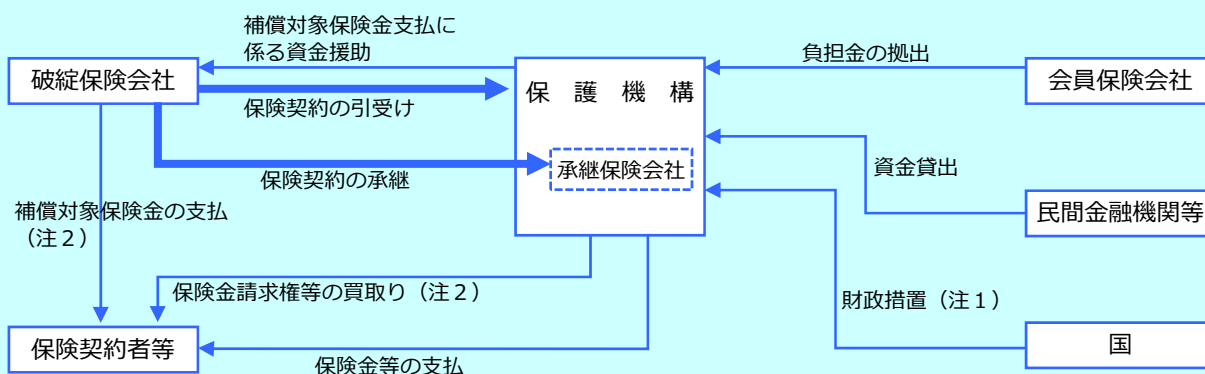 補償対象保険金支払に
係る資金援助
負担金の拠出
破綻保険会社
保護機構
会員保険会社
保険契約の引受け
承継保険会社
資金貸出
保険契約の承継
補償対象保険金の支払
（注２）
民間金融機関等
保険金請求権等の買取り（注２）
財政措置（注１）
保険契約者等
国
保険金等の支払